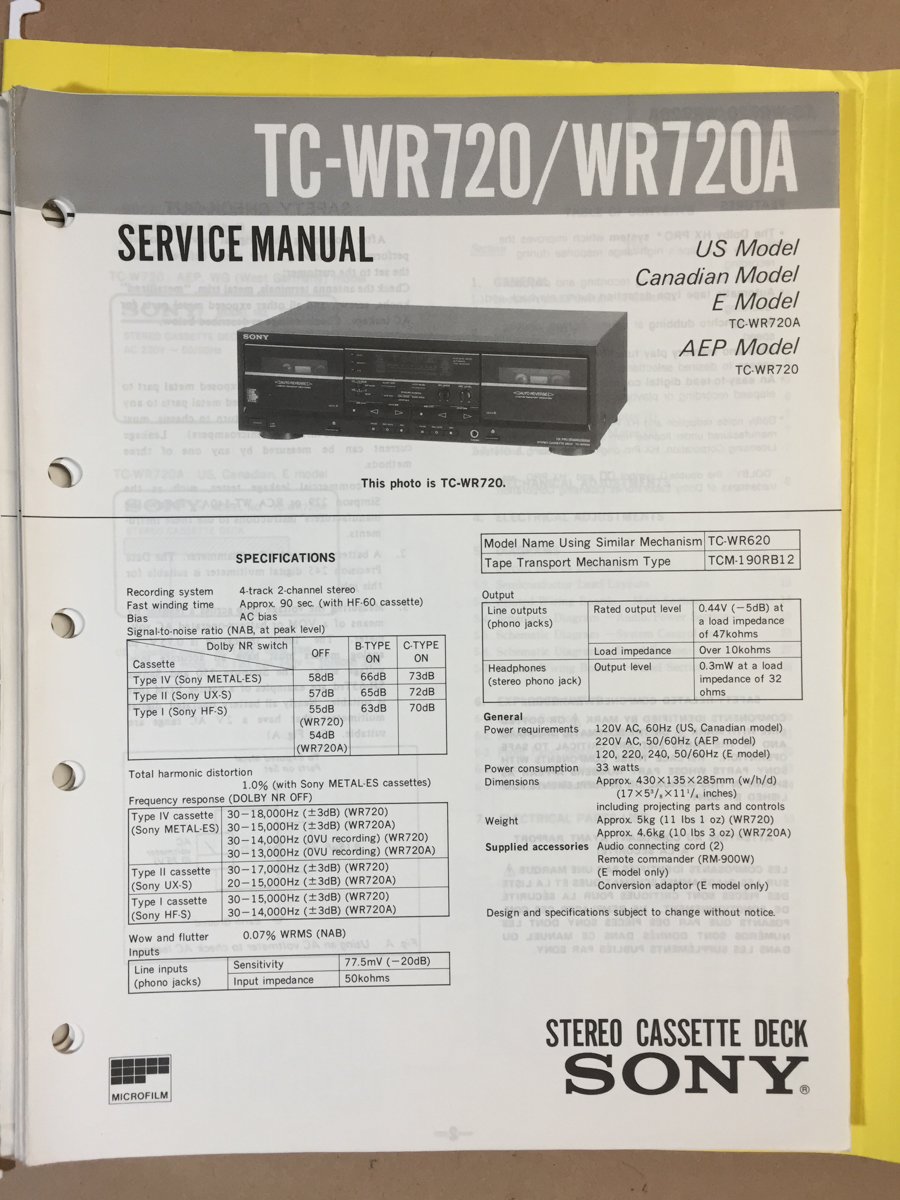 TC-WR720/WR720A
SERVICE MANUAL
US Model
Canadian Model
E Model
TC-WR720A
AEP Model
TC-WR720
SONY
This photo is TC-WR720.
SPECIFICATIONS
Recording system 4-track 2-channel stereo
Fast winding time Approx. 90 sec. (with HF-60 cassette)
Bias AC bias
Signal-to-noise ratio (NAB, at peak level)
Dolby NR switch OFF B-TYPE ON C-TYPE ON
Cassette
Type IV (Sony METAL-ES) 58dB 66dB 73dB
Type II (Sony UX-S) 57dB 65dB 72dB
Type I (Sony HF-S) 55dB 63dB 70dB
(WR720)
54dB
(WR720A)
Total harmonic distortion
1.0% (with Sony METAL-ES cassettes)
Frequency response (DOLBY NR OFF)
Type IV cassette 30−18,000Hz (±3dB) (WR720)
(Sony METAL-ES) 30−15,000Hz (±3dB) (WR720A)
30−14,000Hz (±3dB) (0VU recording) (WR720)
30−13,000Hz (±3dB) (0VU recording) (WR720A)
Type II cassette 30−17,000Hz (±3dB) (WR720)
(Sony UX-S) 20−15,000Hz (±3dB) (WR720A)
Type I cassette 30−15,000Hz (±3dB) (WR720)
(Sony HF-S) 30−14,000Hz (±3dB) (WR720A)
Wow and flutter 0.07% WRMS (NAB)
Inputs
Line inputs Sensitivity 77.5mV (−20dB)
(phono jacks) Input impedance 50kohms
Model Name Using Similar Mechanism TC-WR620
Tape Transport Mechanism Type TCM-190RB12
Output
Line outputs Rated output level 0.44V (−5dB) at
(phono jacks) a load impedance
of 47kohms
Load impedance Over 10kohms
Headphones Output level 0.3mW at a load
(stereo phono jack) impedance of 32
ohms
General
Power requirements 120V AC, 60Hz (US, Canadian model)
220V AC, 50/60Hz (AEP model)
120, 220, 240, 50/60Hz (E model)
Power consumption 33 watts
Dimensions Approx. 430×135×285mm (w/h/d)
(17×5³/₈×11¹/₄ inches)
including projecting parts and controls
Weight Approx. 5kg (11 lbs 1 oz) (WR720)
Approx. 4.6kg (10 lbs 3 oz) (WR720A)
Supplied accessories Audio connecting cord (2)
Remote commander (RM-900W)
(E model only)
Conversion adaptor (E model only)
Design and specifications subject to change without notice.
STEREO CASSETTE DECK
SONY®
MICROFILM